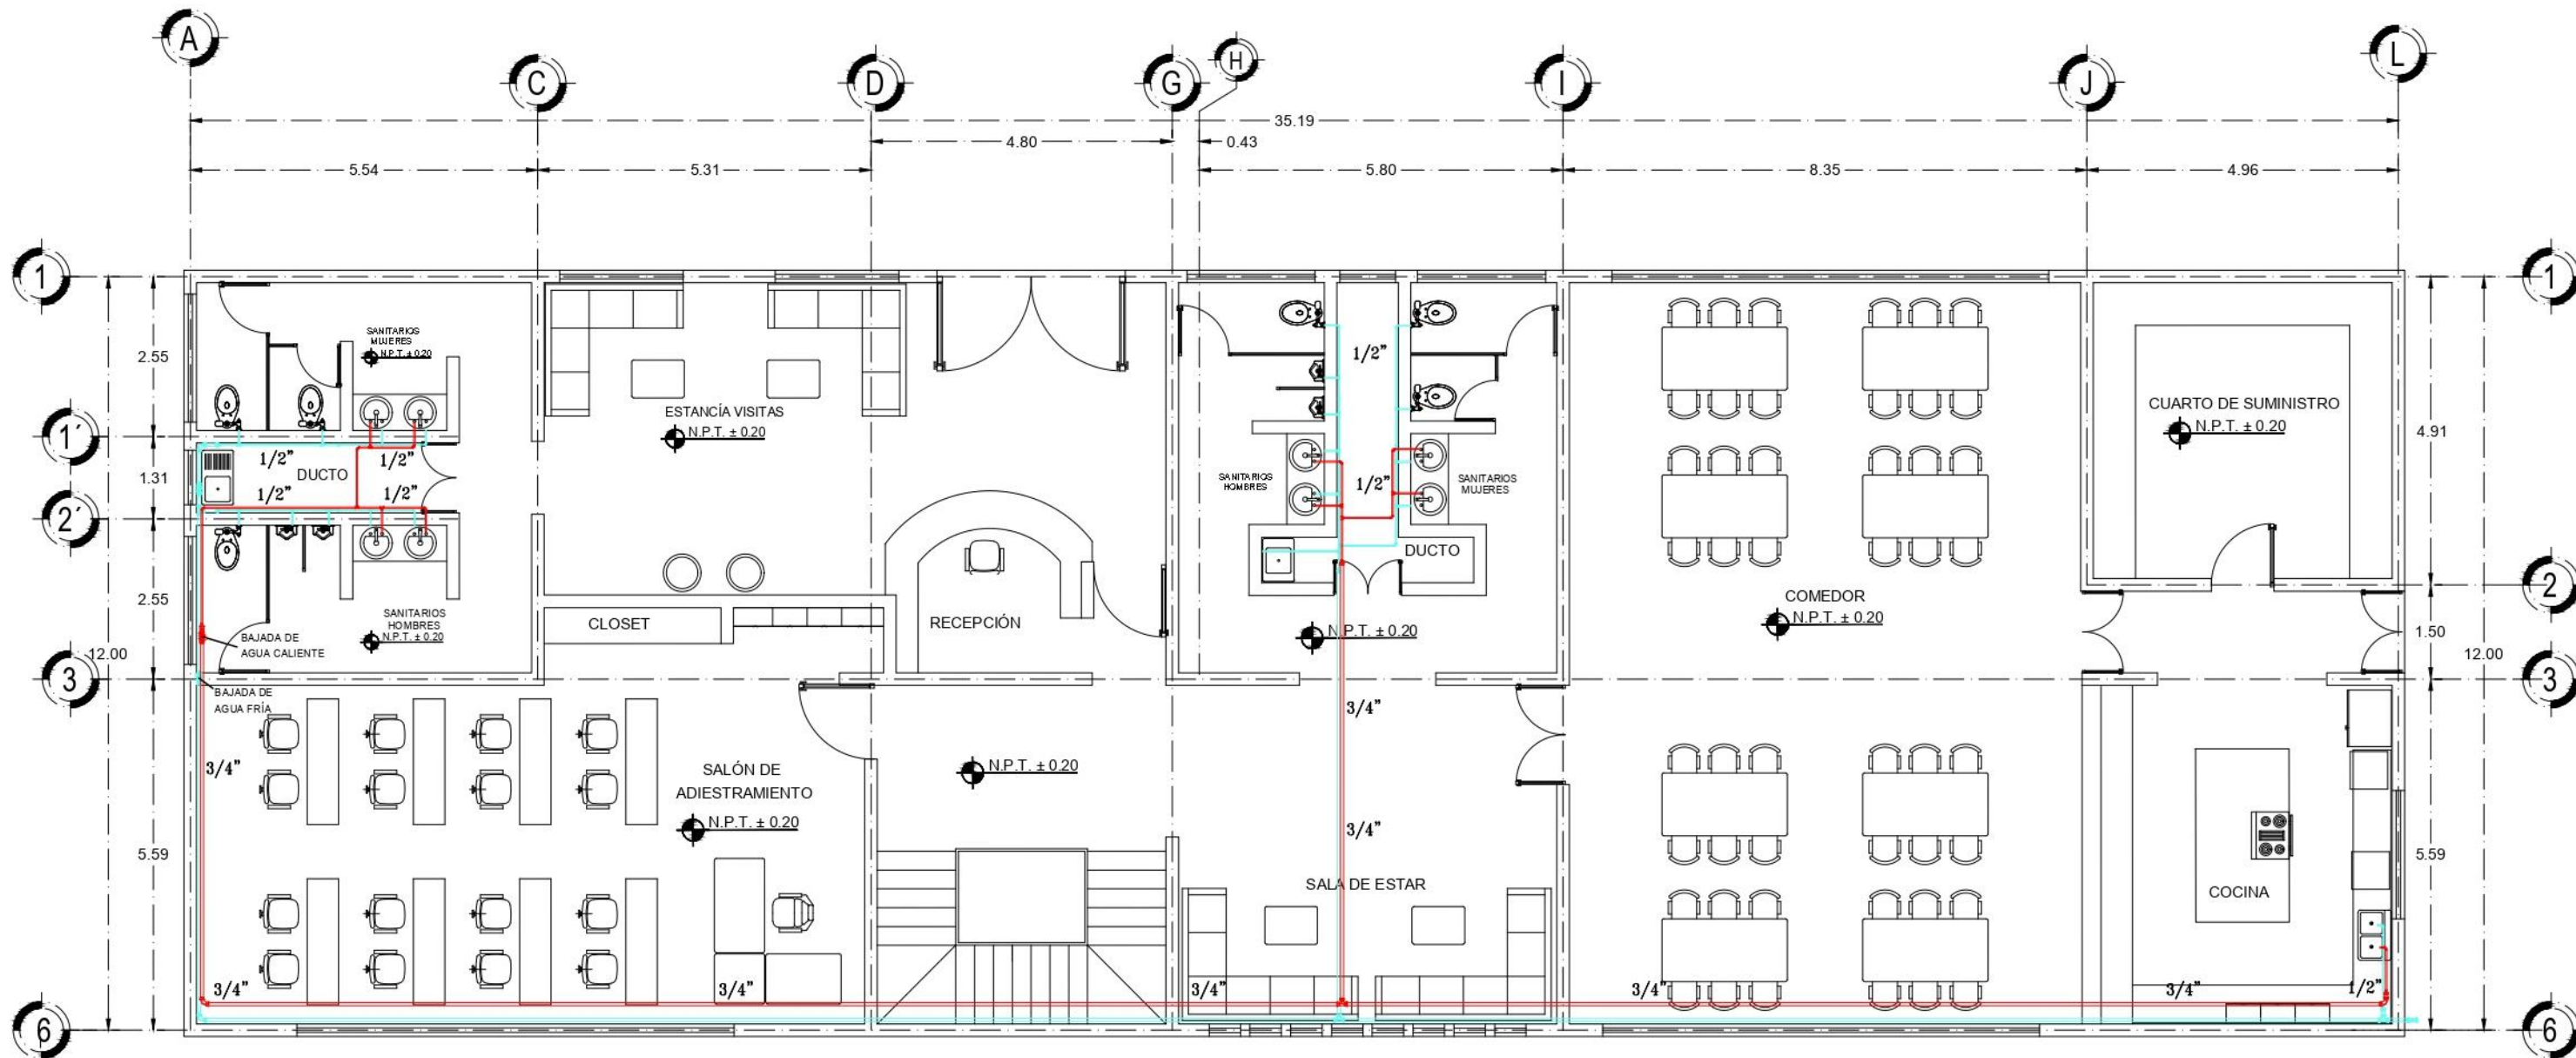 A
C
D
G
H
I
J
L
35.19
4.80
0.43
5.54
5.31
5.80
8.35
4.96
1
1
2.55
SANITARIOS
MUJERES
N.P.T. ± 0.20
1/2"
ESTANCÍA VISITAS
N.P.T. ± 0.20
CUARTO DE SUMINISTRO
N.P.T. ± 0.20
4.91
1´
1/2"
1/2"
DUCTO
1.31
1/2"
1/2"
SANITARIOS
HOMBRES
1/2"
SANITARIOS
MUJERES
2´
DUCTO
2
2.55
SANITARIOS
HOMBRES
N.P.T. ± 0.20
BAJADA DE
AGUA CALIENTE
CLOSET
RECEPCIÓN
N.P.T. ± 0.20
COMEDOR
N.P.T. ± 0.20
1.50
12.00
12.00
3
3
BAJADA DE
AGUA FRÍA
3/4"
3/4"
SALÓN DE
ADIESTRAMIENTO
N.P.T. ± 0.20
N.P.T. ± 0.20
3/4"
5.59
5.59
SALA DE ESTAR
COCINA
3/4"
3/4"
3/4"
3/4"
3/4"
1/2"
6
6